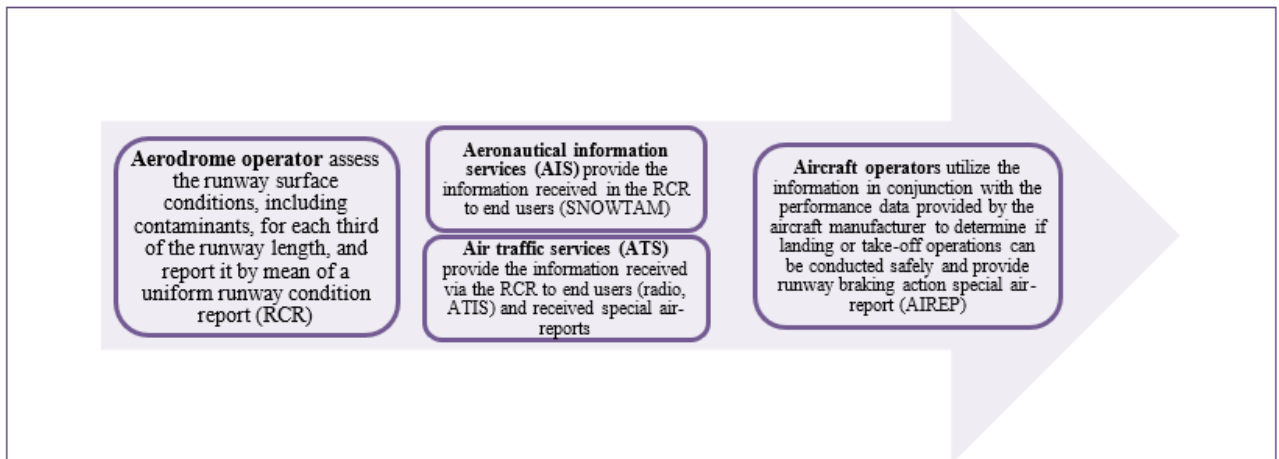 Aerodrome operator assess
the runway surface
conditions, including
contaminants, for each third
of the runway length, and
report it by mean of a
uniform runway condition
report (RCR)
Aeronautical information
services (AIS) provide the
information received in the RCR
to end users (SNOWTAM)
Air traffic services (ATS)
provide the information received
via the RCR to end users (radio,
ATIS) and received special air-
reports
Aircraft operators utilize the
information in conjunction with the
performance data provided by the
aircraft manufacturer to determine if
landing or take-off operations can
be conducted safely and provide
runway braking action special air-
report (AIREP)